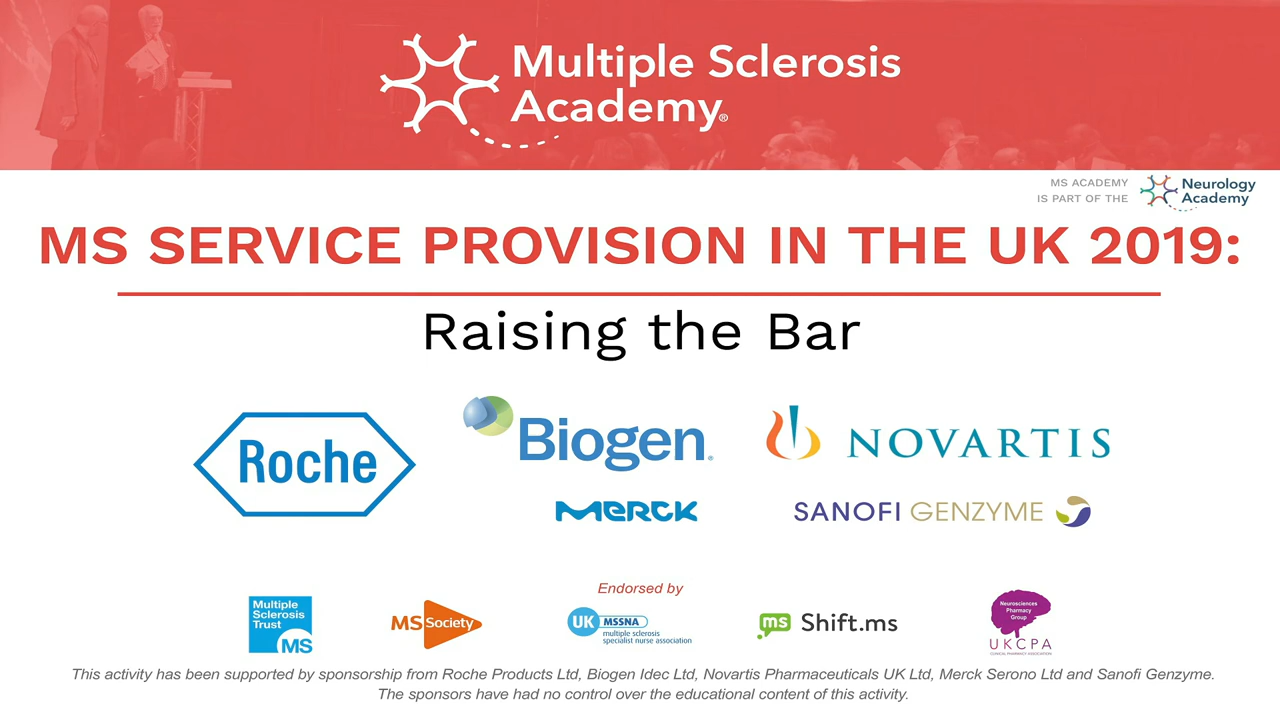 Multiple Sclerosis
Academy®
MS ACADEMY
IS PART OF THE
Neurology
Academy
MS SERVICE PROVISION IN THE UK 2019:
Raising the Bar
Roche
Biogen®
NOVARTIS
MERCK
SANOFI GENZYME
Endorsed by
Multiple
Sclerosis
Trust
MS
MS Society
UK MSSNA
multiple sclerosis
specialist nurse association
ms Shift.ms
Neurosciences
Pharmacy
Group
UKCPA
CLINICAL PHARMACY ASSOCIATION
This activity has been supported by sponsorship from Roche Products Ltd, Biogen Idec Ltd, Novartis Pharmaceuticals UK Ltd, Merck Serono Ltd and Sanofi Genzyme.
The sponsors have had no control over the educational content of this activity.